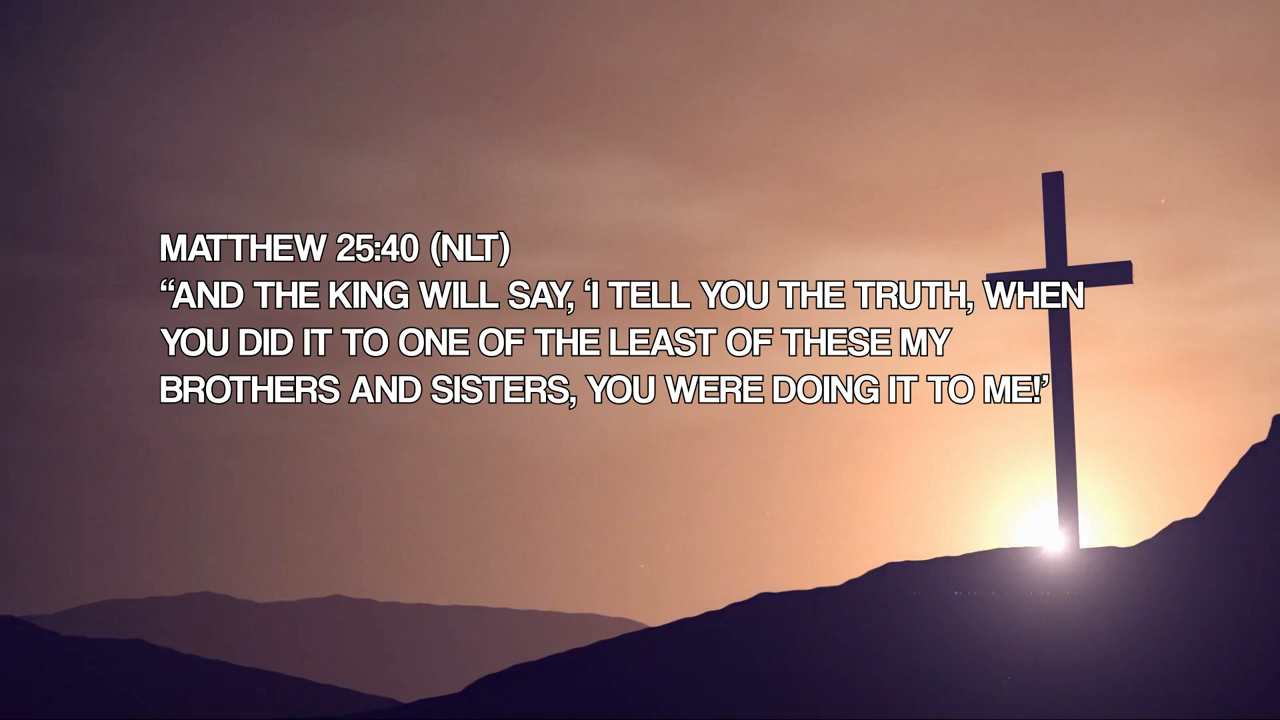 MATTHEW 25:40 (NLT)
“AND THE KING WILL SAY, ‘I TELL YOU THE TRUTH, WHEN
YOU DID IT TO ONE OF THE LEAST OF THESE MY
BROTHERS AND SISTERS, YOU WERE DOING IT TO ME!’